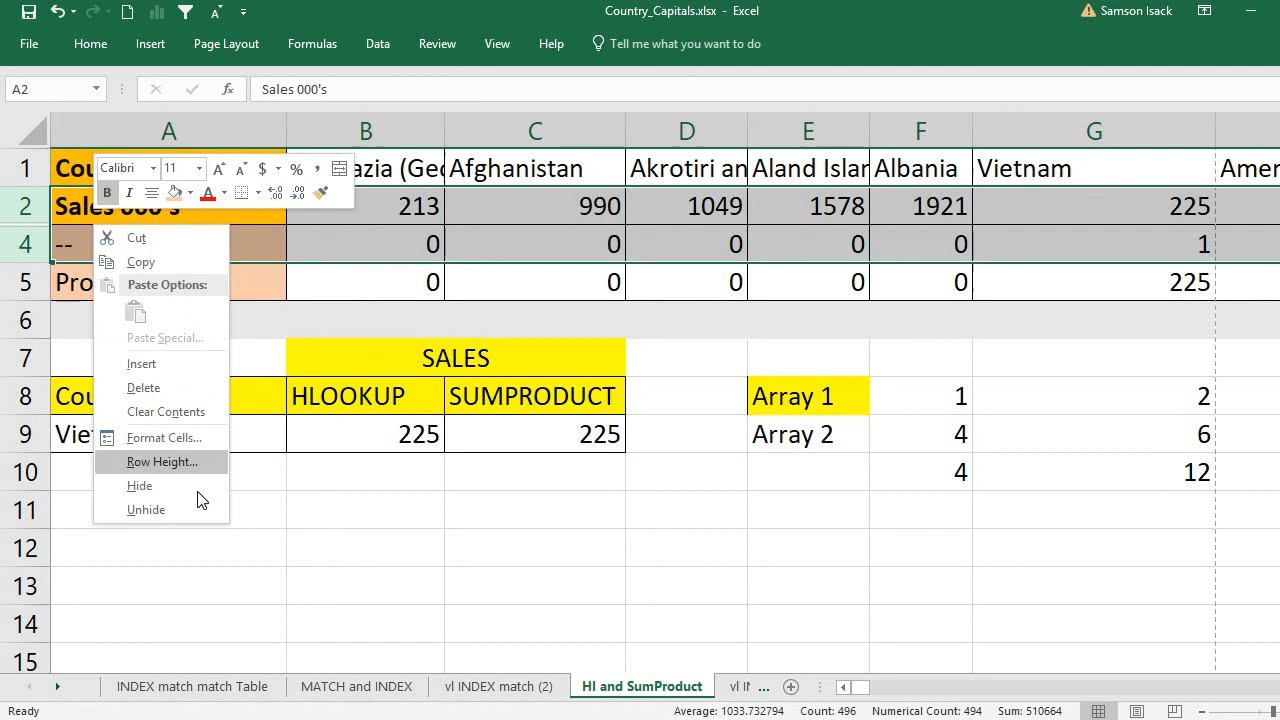 Country_Capitals.xlsx - Excel
Samson Isack
File Home Insert Page Layout Formulas Data Review View Help Tell me what you want to do
A2 fx Sales 000's
A B C D E F G
1 Cou azia (Geo Afghanistan Akrotiri an Aland Islan Albania Vietnam Amer
Calibri 11 A A $ % ,
B I A
2 Sales 000's 213 990 1049 1578 1921 225
4 -- 0 0 0 0 0 1
5 Pro 0 0 0 0 0 225
6
7 SALES
8 Cou HLOOKUP SUMPRODUCT Array 1 1 2
9 Vie 225 225 Array 2 4 6
10 4 12
11
12
13
14
15
Cut
Copy
Paste Options:
Paste Special...
Insert
Delete
Clear Contents
Format Cells...
Row Height...
Hide
Unhide
INDEX match match Table MATCH and INDEX vl INDEX match (2) Hl and SumProduct vl IN ...
Ready Average: 1033.732794 Count: 496 Numerical Count: 494 Sum: 510664